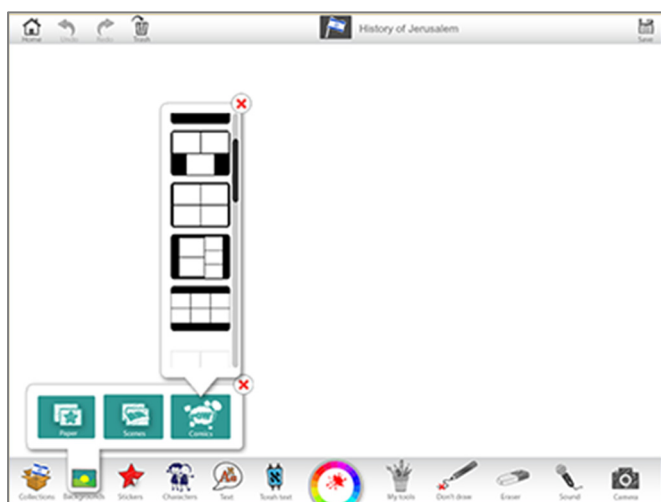 Home Undo Redo Trash History of Jerusalem Save
POW
Paper Scenes Comics
Collections Backgrounds Stickers Characters Text Torah text My tools Don't draw Eraser Sound Camera